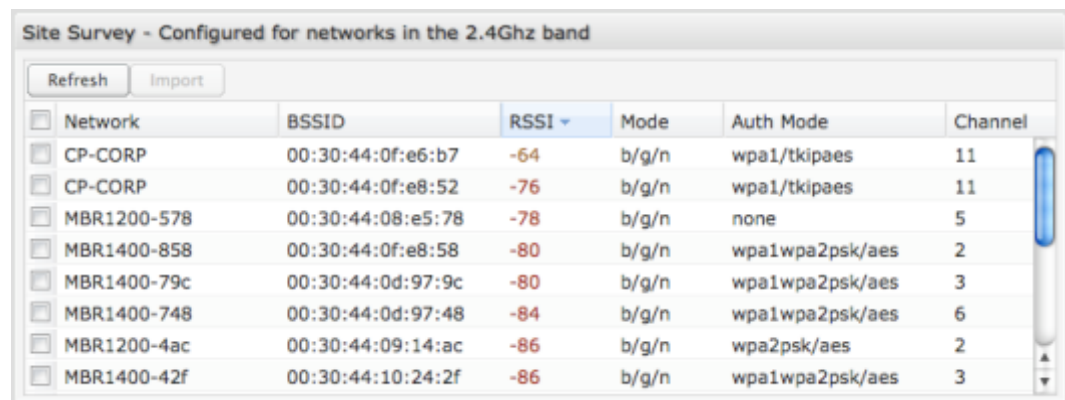 Site Survey - Configured for networks in the 2.4Ghz band
Refresh Import
Network BSSID RSSI Mode Auth Mode Channel
CP-CORP 00:30:44:0f:e6:b7 -64 b/g/n wpa1/tkipaes 11
CP-CORP 00:30:44:0f:e8:52 -76 b/g/n wpa1/tkipaes 11
MBR1200-578 00:30:44:08:e5:78 -78 b/g/n none 5
MBR1400-858 00:30:44:0f:e8:58 -80 b/g/n wpa1wpa2psk/aes 2
MBR1400-79c 00:30:44:0d:97:9c -80 b/g/n wpa1wpa2psk/aes 3
MBR1400-748 00:30:44:0d:97:48 -84 b/g/n wpa1wpa2psk/aes 6
MBR1200-4ac 00:30:44:09:14:ac -86 b/g/n wpa2psk/aes 2
MBR1400-42f 00:30:44:10:24:2f -86 b/g/n wpa1wpa2psk/aes 3